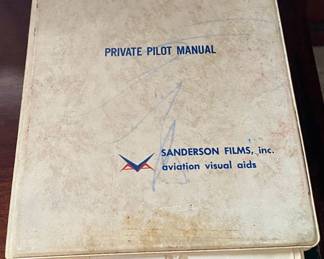 PRIVATE PILOT MANUAL
SANDERSON FILMS, inc.
aviation visual aids